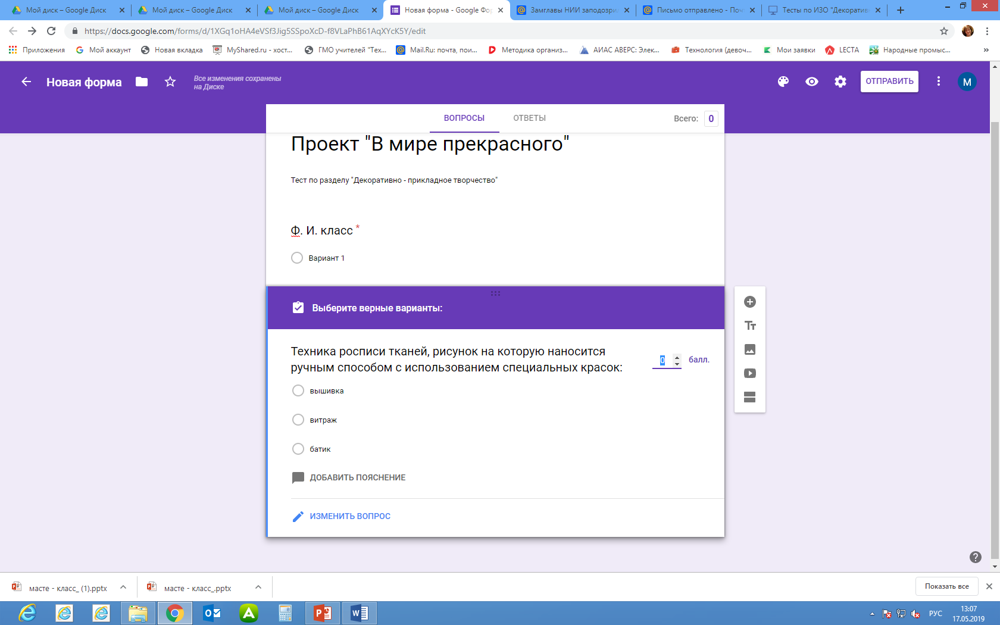 Мой диск – Google Диск
Мой диск – Google Диск
Мой диск – Google Диск
Новая форма - Google Фор
Замглавы НИИ заподозри
Письмо отправлено - Поч
Тесты по ИЗО "Декоратив
https://docs.google.com/forms/d/1XGq1oHA4eVSf3Jig5SSpoXcD-f8VLaPhB61AqXYcK5Y/edit
Приложения
Мой аккаунт
Новая вкладка
MyShared.ru - хост...
ГМО учителей "Тех...
Mail.Ru: почта, пои...
Методика организ...
АИАС АВЕРС: Элек...
Технология (девоч...
Мои заявки
LECTA
Народные промыс...
»
Новая форма
Все изменения сохранены
на Диске
ОТПРАВИТЬ
М
ВОПРОСЫ
ОТВЕТЫ
Всего: 0
Проект "В мире прекрасного"
Тест по разделу "Декоративно - прикладное творчество"
Ф. И. класс *
Вариант 1
Выберите верные варианты:
Техника росписи тканей, рисунок на которую наносится
ручным способом с использованием специальных красок:
0 балл.
Тт
вышивка
витраж
батик
ДОБАВИТЬ ПОЯСНЕНИЕ
ИЗМЕНИТЬ ВОПРОС
масте - класс_ (1).pptx
масте - класс_.pptx
Показать все
РУС
13:07
17.05.2019